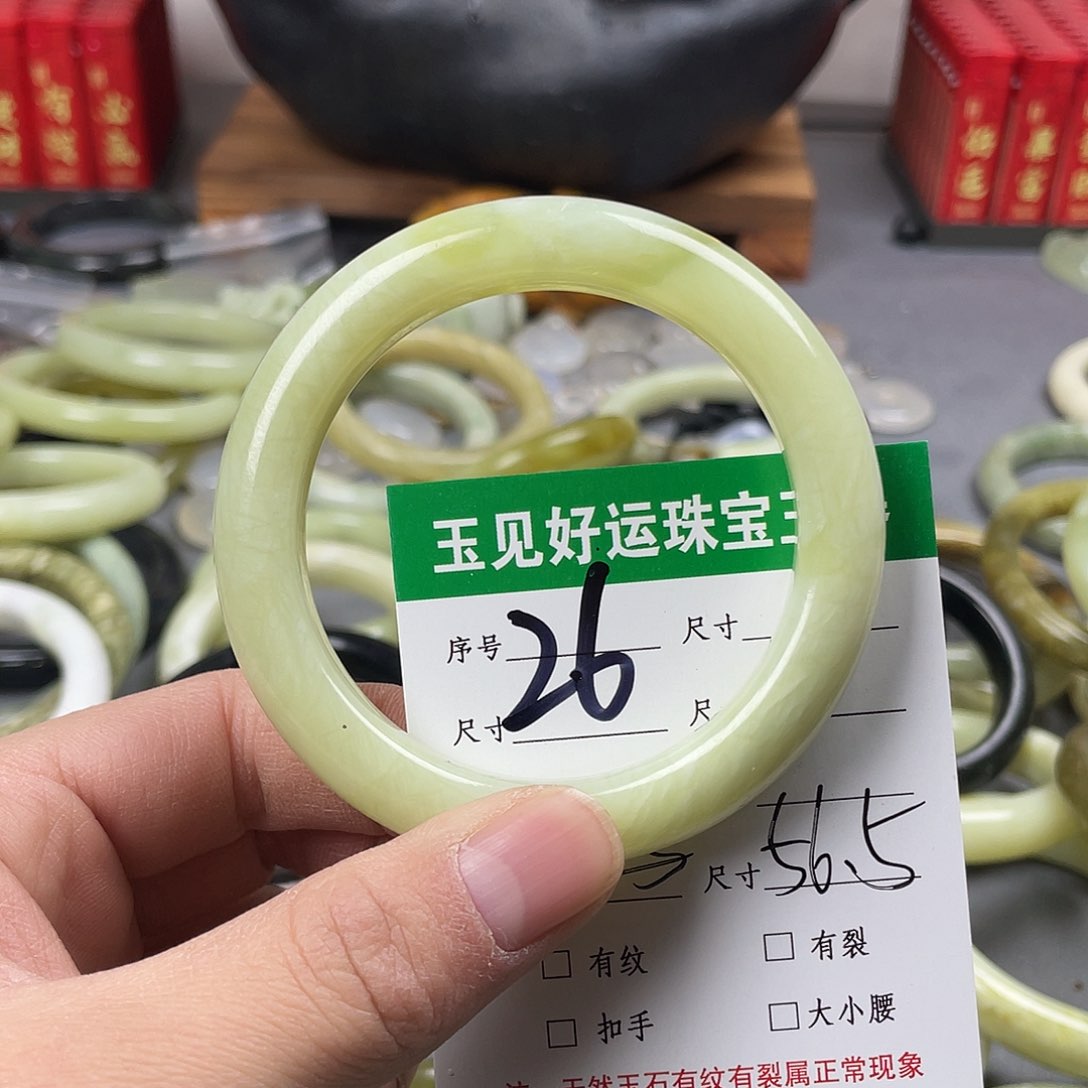 玉见好运珠宝
序号 26 尺寸
尺寸
尺寸 56.5
有纹 有裂
扣手 大小腰
天然玉石有纹有裂属正常现象